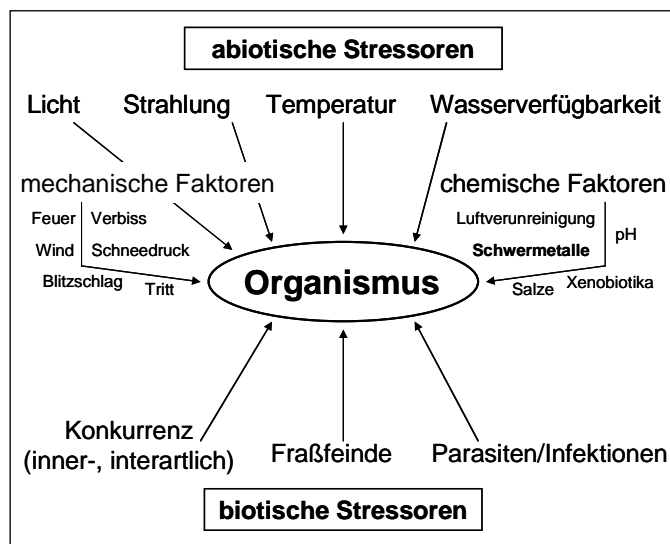 abiotische Stressoren
Licht Strahlung Temperatur Wasserverfügbarkeit
mechanische Faktoren
Feuer Verbiss
Wind Schneedruck
Blitzschlag Tritt
chemische Faktoren
Luftverunreinigung
pH
Schwermetalle
Salze Xenobiotika
Organismus
Konkurrenz
(inner-, interartlich)
Fraßfeinde
Parasiten/Infektionen
biotische Stressoren